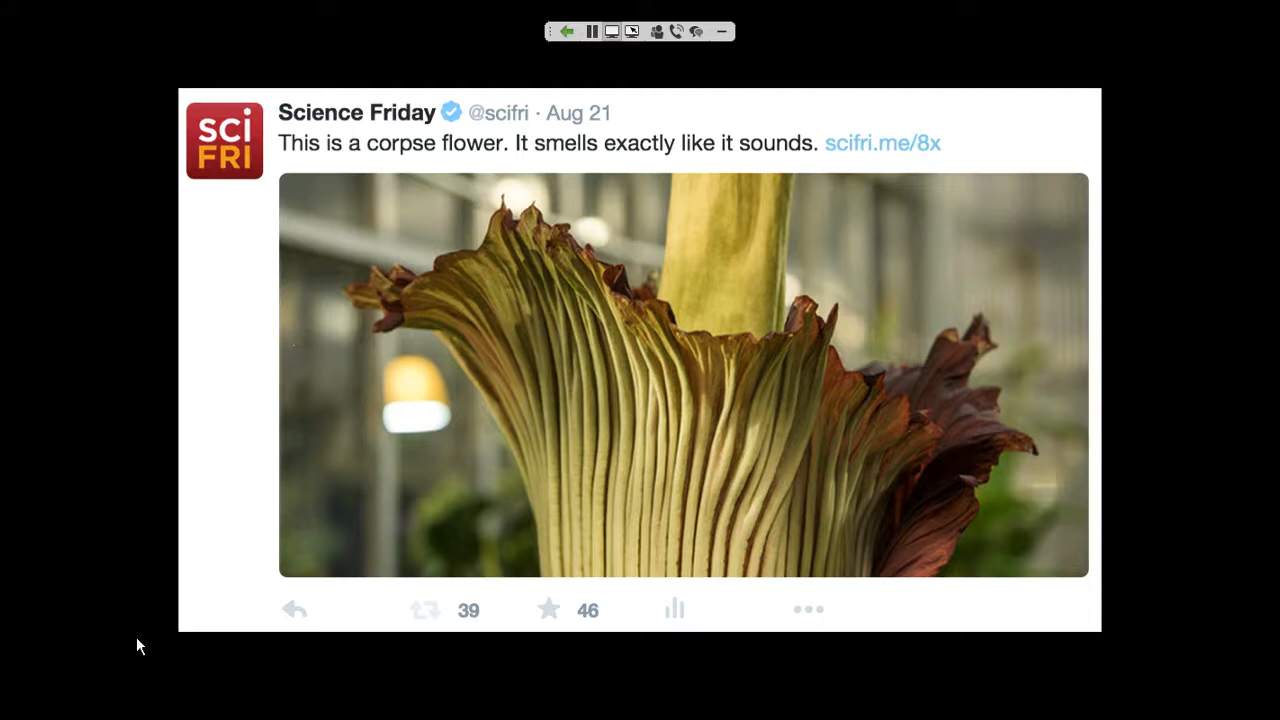 SCI
FRI
Science Friday @scifri · Aug 21
This is a corpse flower. It smells exactly like it sounds. scifri.me/8x
39 46